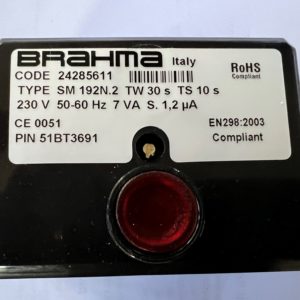 BRAHMA Italy
RoHS
Compliant
CODE 24285611
TYPE SM 192N.2 TW 30 s TS 10 s
230 V 50-60 Hz 7 VA S. 1,2 µA
CE 0051
EN298:2003
PIN 51BT3691
Compliant